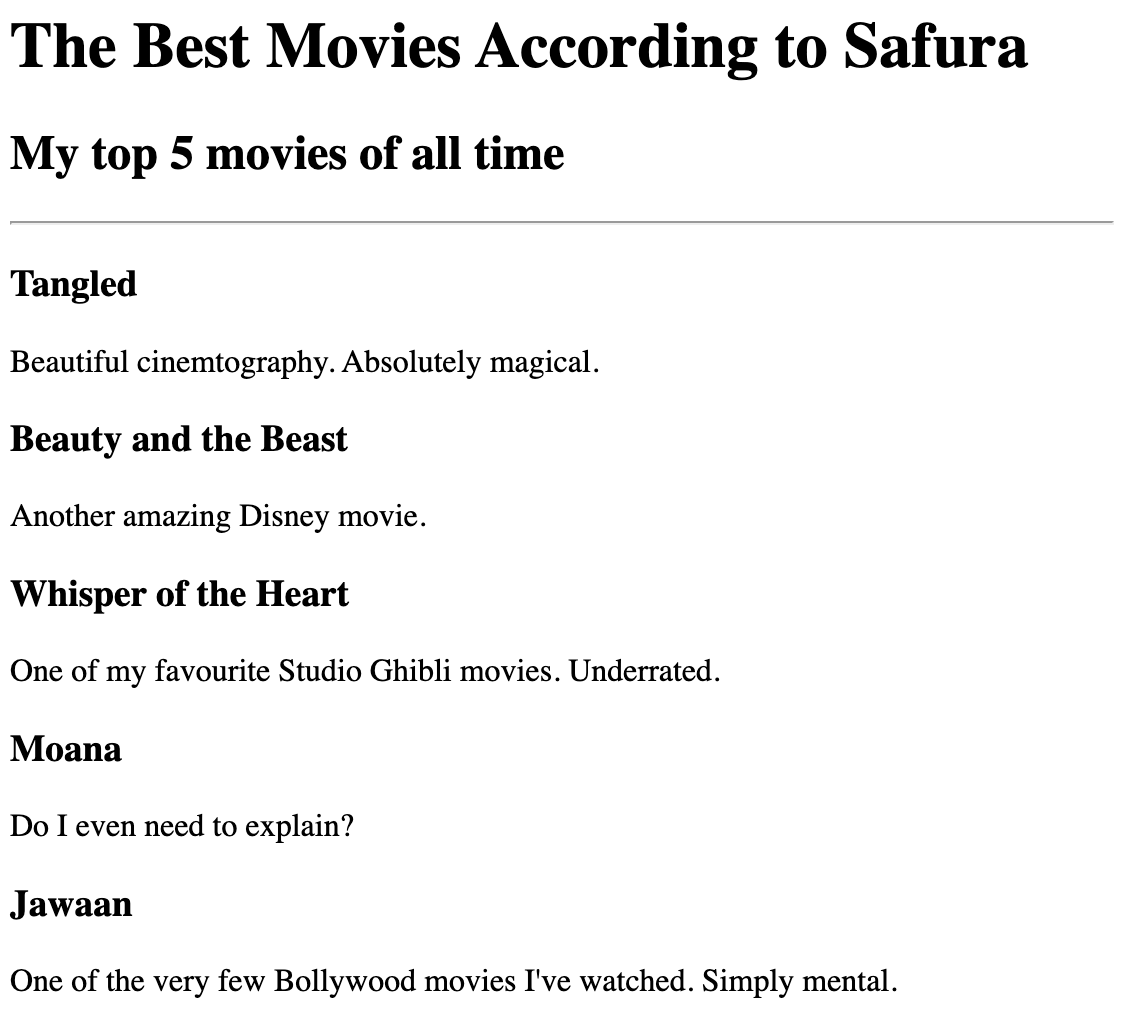 The Best Movies According to Safura
My top 5 movies of all time
Tangled
Beautiful cinemtography. Absolutely magical.
Beauty and the Beast
Another amazing Disney movie.
Whisper of the Heart
One of my favourite Studio Ghibli movies. Underrated.
Moana
Do I even need to explain?
Jawaan
One of the very few Bollywood movies I've watched. Simply mental.